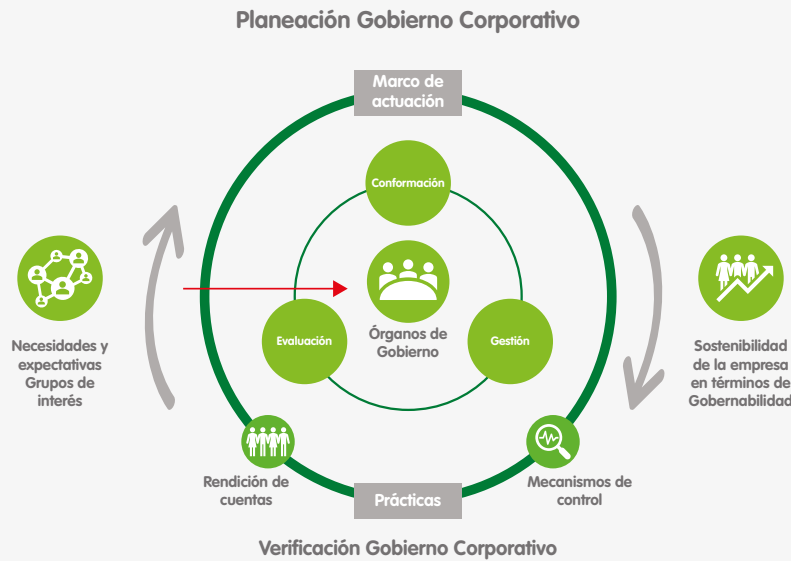 Planeación Gobierno Corporativo
Marco de
actuación
Conformación
Evaluación
Órganos de
Gobierno
Gestión
Necesidades y
expectativas
Grupos de
interés
Sostenibilidad
de la empresa
en términos de
Gobernabilidad
Rendición de
cuentas
Mecanismos de
control
Prácticas
Verificación Gobierno Corporativo